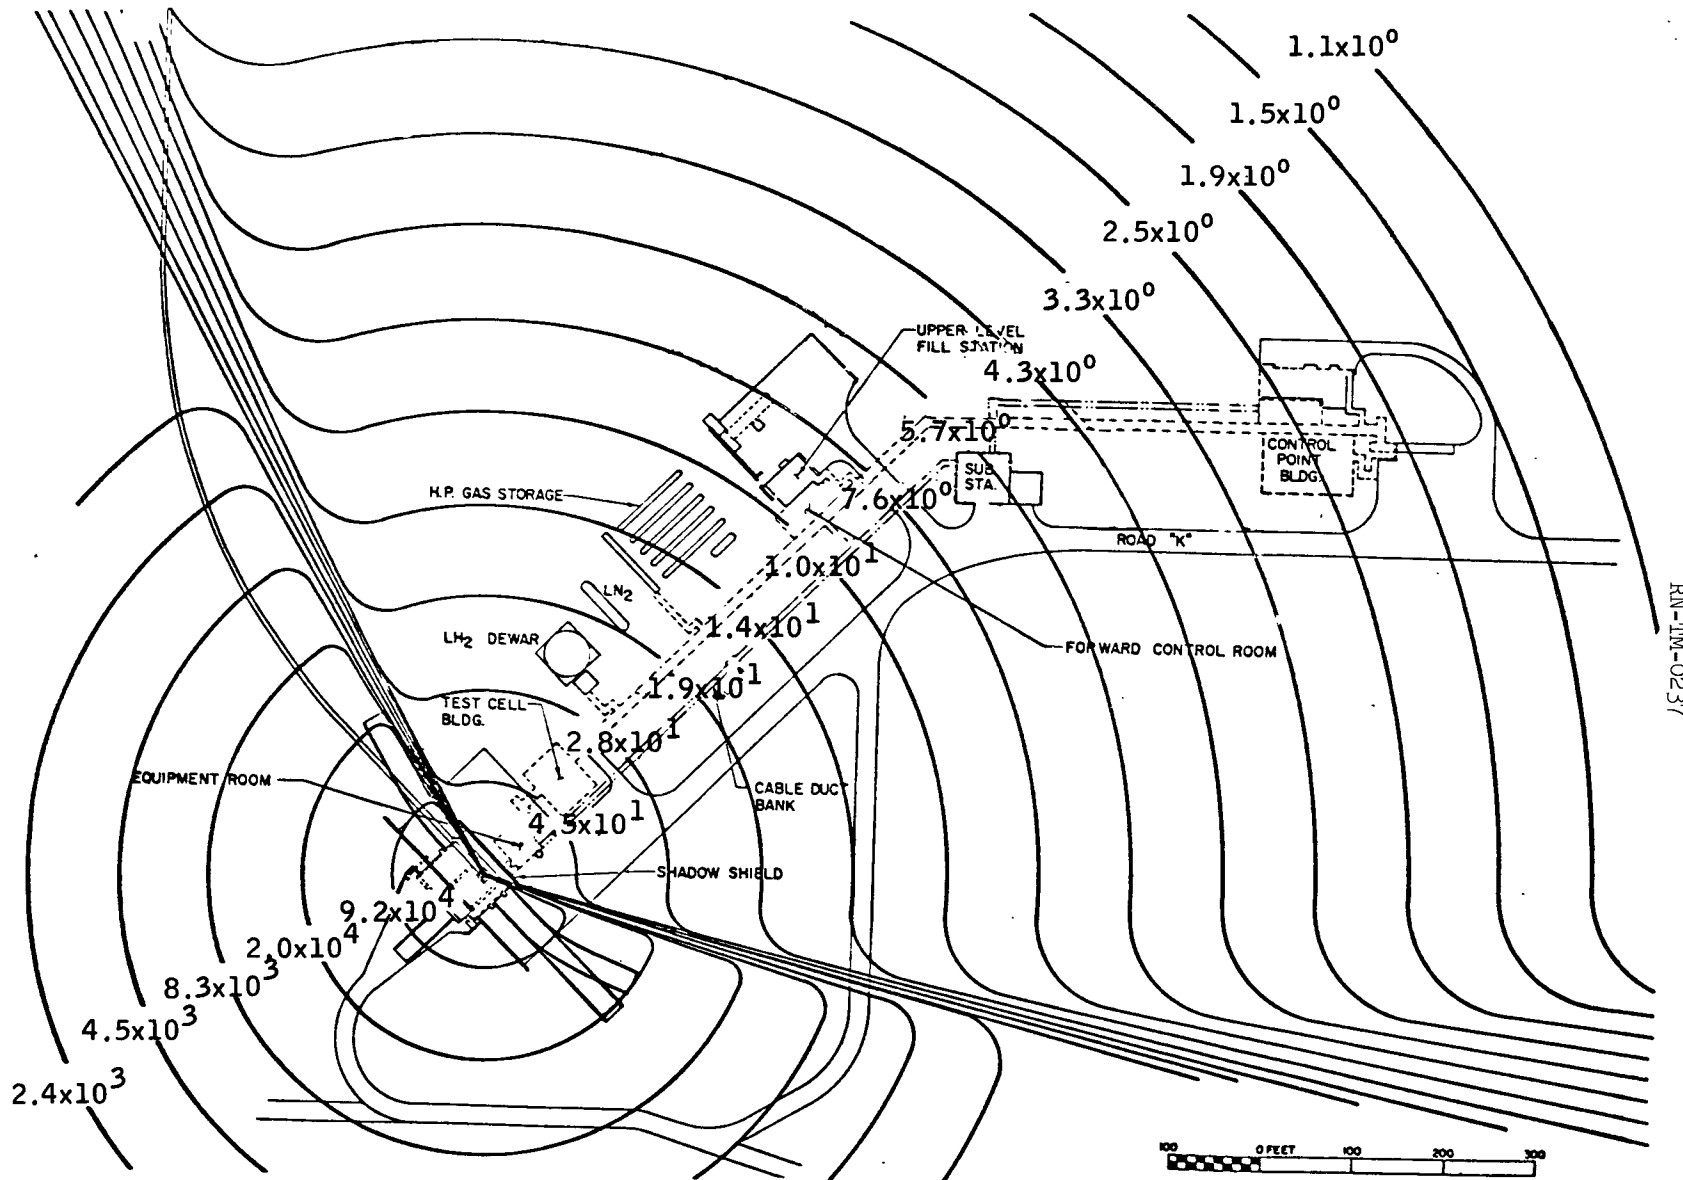 1.1x10⁰
1.5x10⁰
1.9x10⁰
2.5x10⁰
3.3x10⁰
UPPER LEVEL
FILL STATION
4.3x10⁰
5.7x10⁰
CONTROL
POINT
BLDG.
SUB
STA.
7.6x10⁰
H.P. GAS STORAGE
ROAD "K"
1.0x10¹
LN₂
1.4x10¹
LH₂ DEWAR
FORWARD CONTROL ROOM
RN-TM-0237
1.9x10¹
TEST CELL
BLDG.
2.8x10¹
EQUIPMENT ROOM
CABLE DUCT
BANK
4.5x10¹
SHADOW SHIELD
9.2x10⁴
2.0x10⁴
8.3x10³
4.5x10³
2.4x10³
100 0 FEET 100 200 300